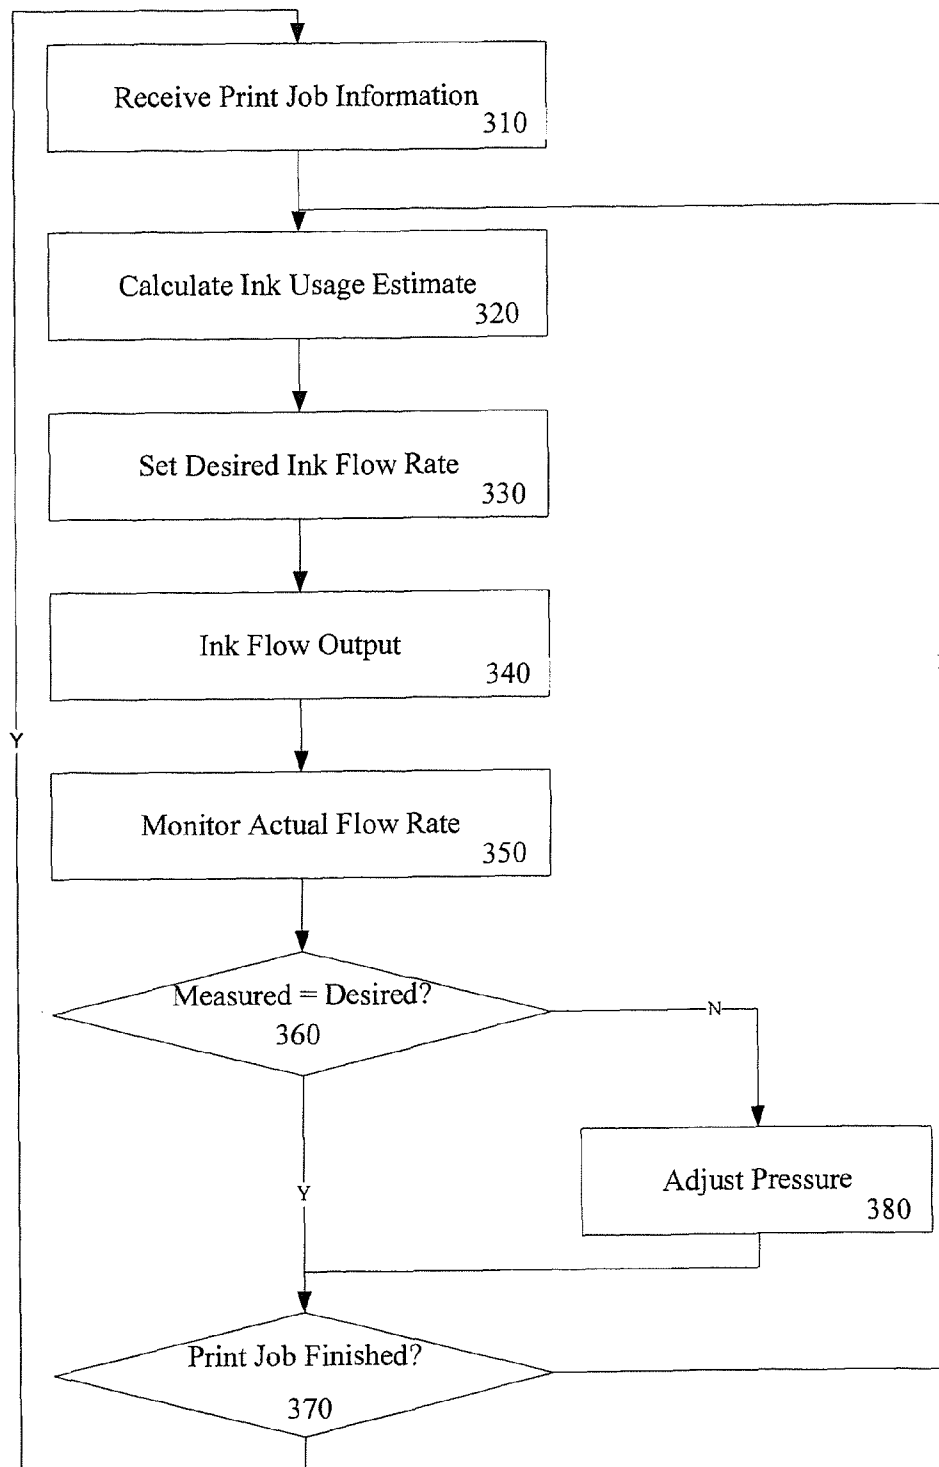 Receive Print Job Information
310
Calculate Ink Usage Estimate
320
Set Desired Ink Flow Rate
330
Ink Flow Output
340
Y
Monitor Actual Flow Rate
350
Measured = Desired?
360
N
Y
Adjust Pressure
380
Print Job Finished?
370